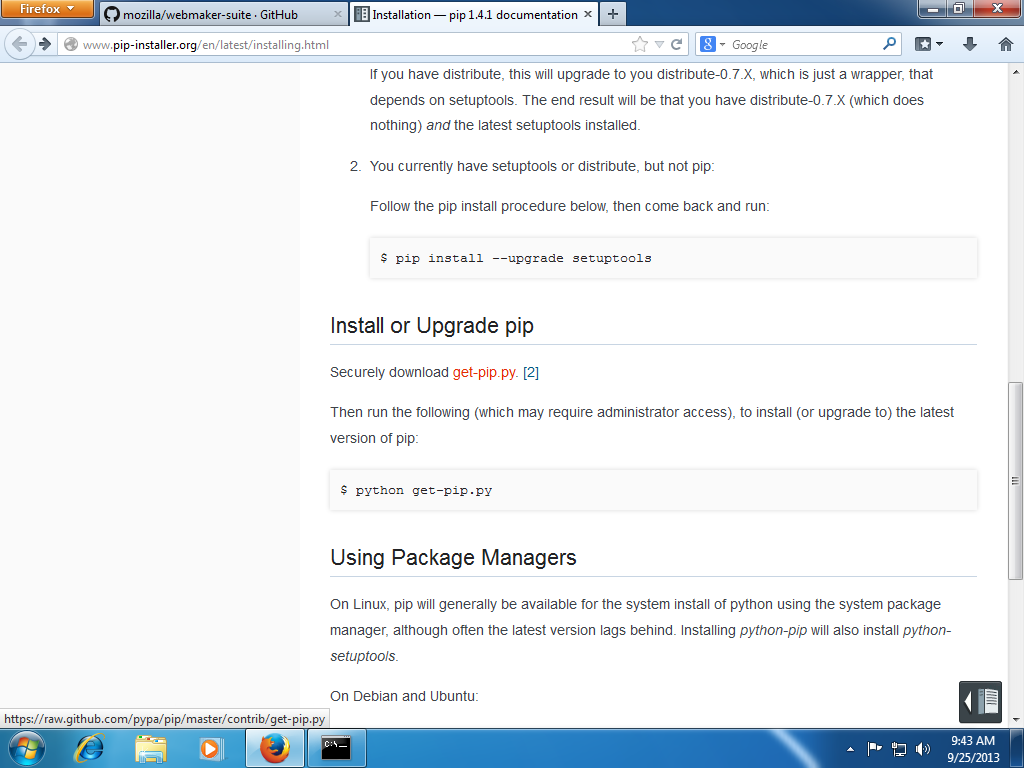 Firefox
mozilla/webmaker-suite · GitHub
Installation — pip 1.4.1 documentation
www.pip-installer.org/en/latest/installing.html
Google
If you have distribute, this will upgrade to you distribute-0.7.X, which is just a wrapper, that
depends on setuptools. The end result will be that you have distribute-0.7.X (which does
nothing) and the latest setuptools installed.
2. You currently have setuptools or distribute, but not pip:
Follow the pip install procedure below, then come back and run:
$ pip install --upgrade setuptools
Install or Upgrade pip
Securely download get-pip.py. [2]
Then run the following (which may require administrator access), to install (or upgrade to) the latest
version of pip:
$ python get-pip.py
Using Package Managers
On Linux, pip will generally be available for the system install of python using the system package
manager, although often the latest version lags behind. Installing python-pip will also install python-
setuptools.
On Debian and Ubuntu:
https://raw.github.com/pypa/pip/master/contrib/get-pip.py
C:\_
9:43 AM
9/25/2013